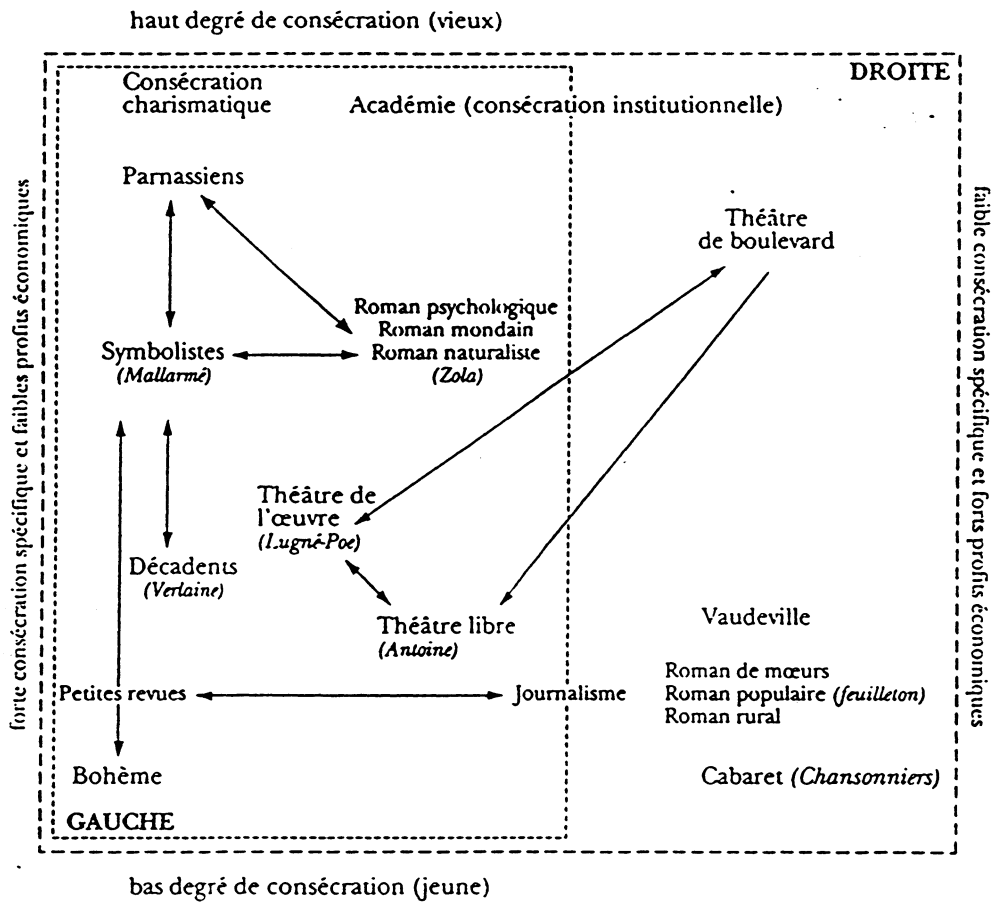 haut degré de consécration (vieux)
DROITE
Consécration
charismatique
Académie (consécration institutionnelle)
Parnassiens
Théâtre
de boulevard
Roman psychologique
Roman mondain
Roman naturaliste
(Zola)
Symbolistes
(Mallarmé)
Théâtre de
l'œuvre
(Lugné-Poe)
Décadents
(Verlaine)
Théâtre libre
(Antoine)
Vaudeville
Petites revues
Journalisme
Roman de mœurs
Roman populaire (feuilleton)
Roman rural
Bohème
Cabaret (Chansonniers)
GAUCHE
bas degré de consécration (jeune)
forte consécration spécifique et faibles profits économiques
faible consécration spécifique et forts profits économiques